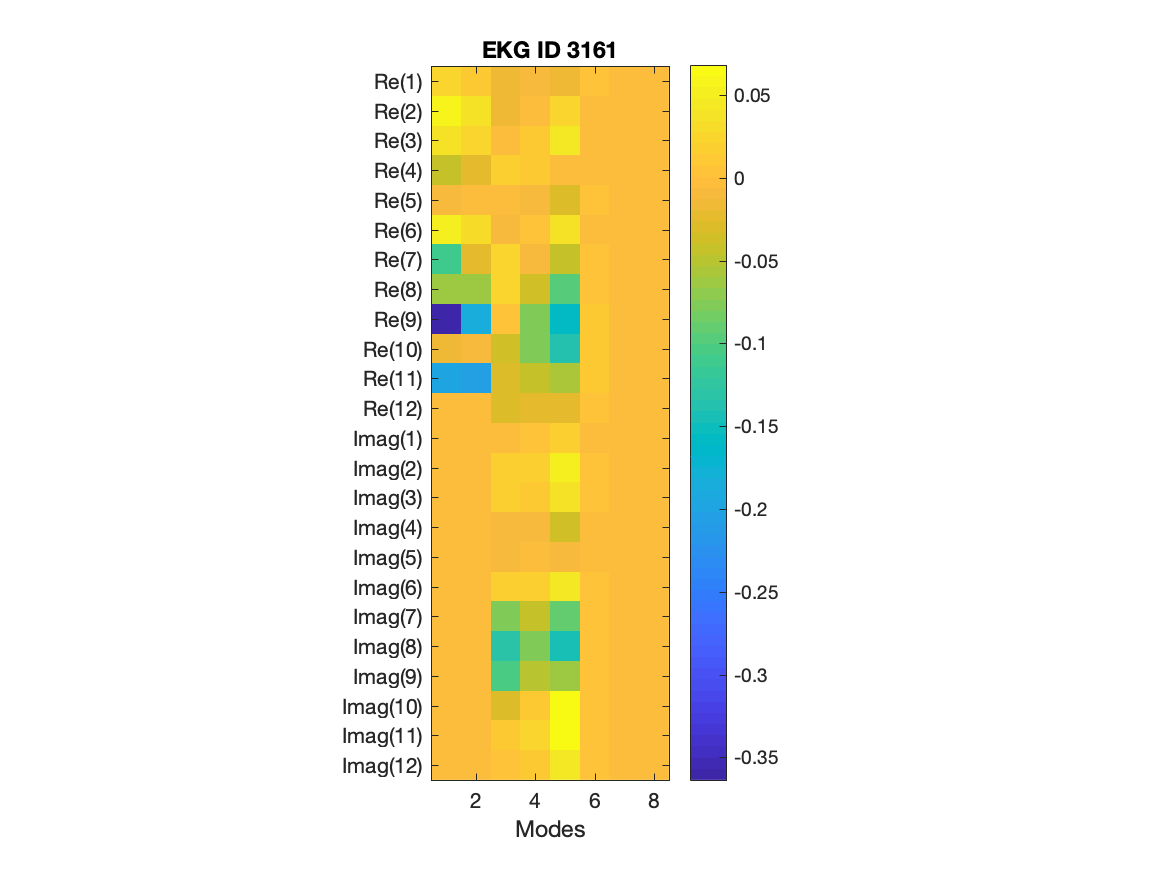 EKG ID 3161
Re(1)
Re(2)
Re(3)
Re(4)
Re(5)
Re(6)
Re(7)
Re(8)
Re(9)
Re(10)
Re(11)
Re(12)
Imag(1)
Imag(2)
Imag(3)
Imag(4)
Imag(5)
Imag(6)
Imag(7)
Imag(8)
Imag(9)
Imag(10)
Imag(11)
Imag(12)
2 4 6 8
Modes
0.05
0
-0.05
-0.1
-0.15
-0.2
-0.25
-0.3
-0.35